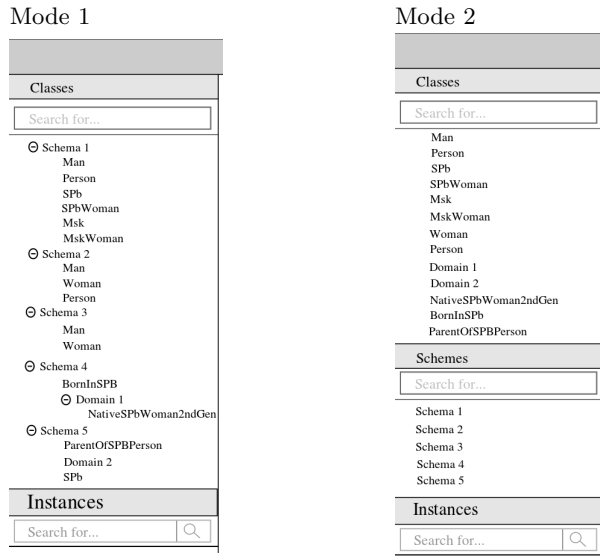 Mode 1
Classes
Search for...
Schema 1
Man
Person
SPb
SPbWoman
Msk
MskWoman
Schema 2
Man
Woman
Person
Schema 3
Man
Woman
Schema 4
BornInSPB
Domain 1
NativeSPbWoman2ndGen
Schema 5
ParentOfSPBPerson
Domain 2
SPb
Instances
Search for...
Mode 2
Classes
Search for...
Man
Person
SPb
SPbWoman
Msk
MskWoman
Woman
Person
Domain 1
Domain 2
NativeSPbWoman2ndGen
BornInSPb
ParentOfSPBPerson
Schemes
Search for...
Schema 1
Schema 2
Schema 3
Schema 4
Schema 5
Instances
Search for...